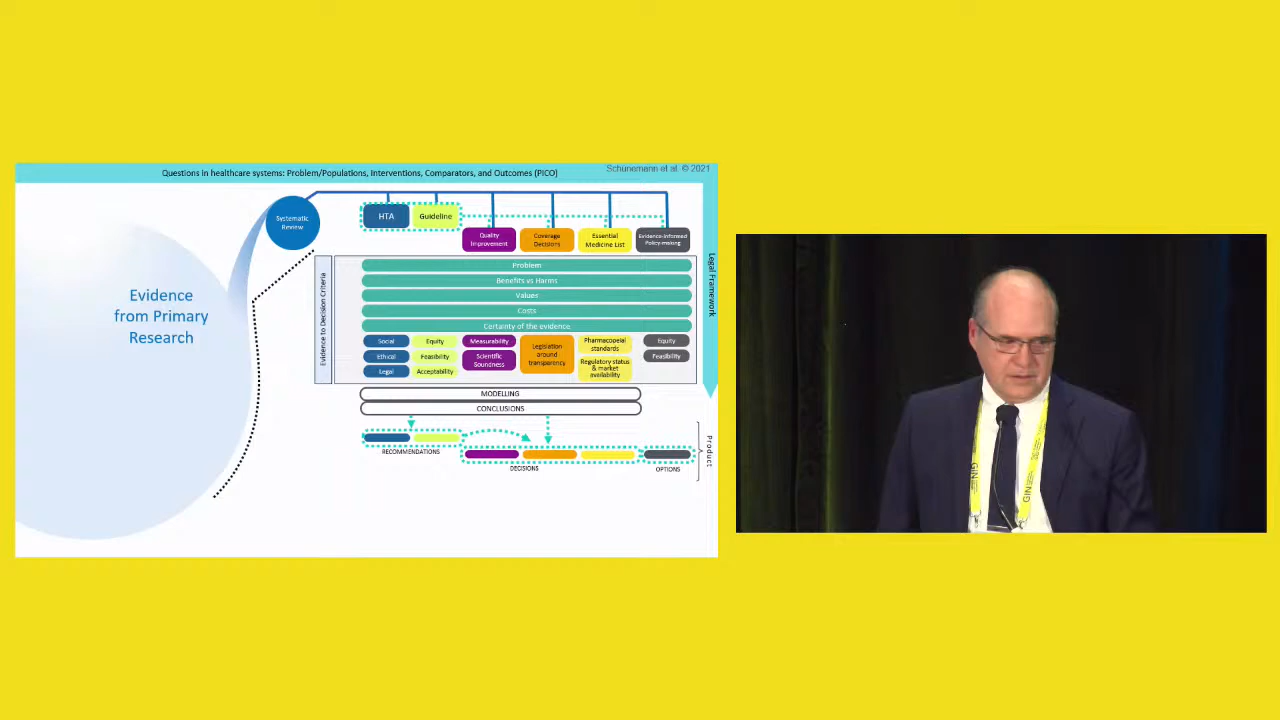 Schünemann et al. © 2021
Questions in healthcare systems: Problem/Populations, Interventions, Comparators, and Outcomes (PICO)
Systematic
Review
HTA
Guideline
Quality
Improvement
Coverage
Decisions
Essential
Medicine List
Evidence-informed
Policy-making
Legal Framework
Evidence
from Primary
Research
Evidence to Decision Criteria
Problem
Benefits vs Harms
Values
Costs
Certainty of the evidence
Social
Ethical
Legal
Equity
Feasibility
Acceptability
Measurability
Scientific
Soundness
Legislation
around
transparency
Pharmacopeial
standards
Regulatory status
& market
availability
Equity
Feasibility
MODELLING
CONCLUSIONS
RECOMMENDATIONS
DECISIONS
OPTIONS
Product
GIN
GIN